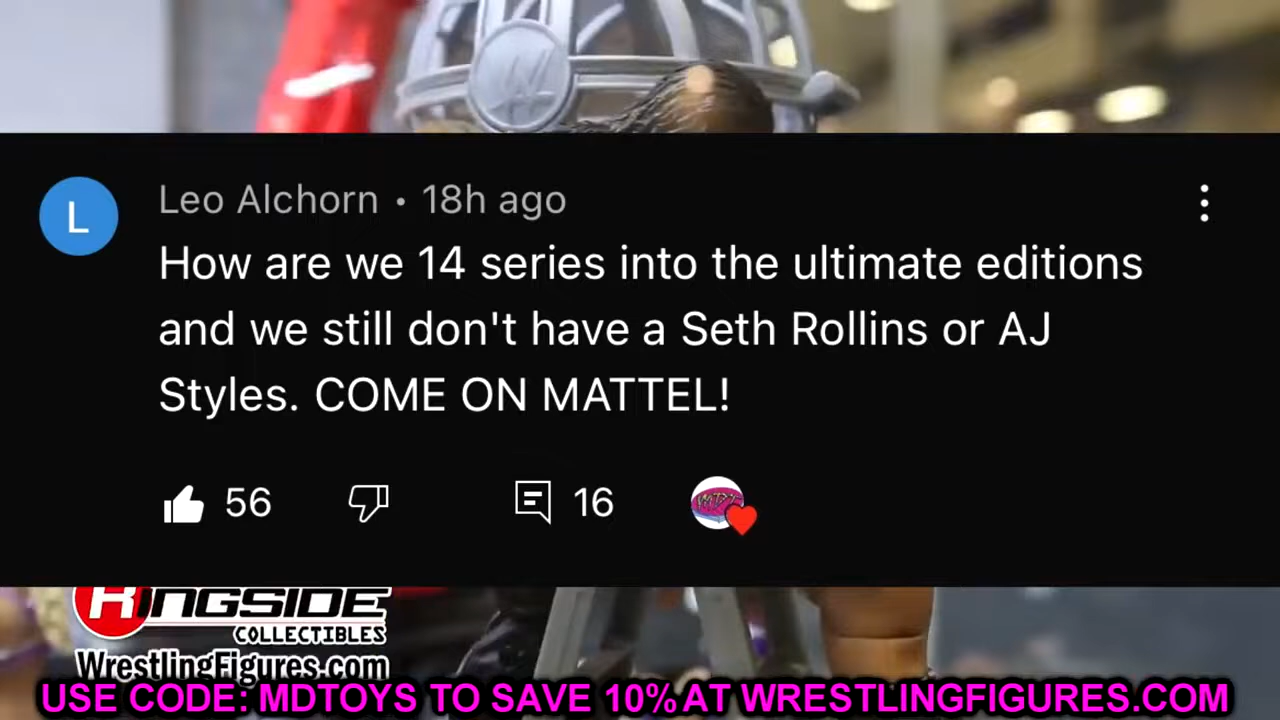 Leo Alchorn • 18h ago
L
How are we 14 series into the ultimate editions
and we still don't have a Seth Rollins or AJ
Styles. COME ON MATTEL!
56
16
RINGSIDE
COLLECTIBLES
WrestlingFigures.com
USE CODE: MDTOYS TO SAVE 10% AT WRESTLINGFIGURES.COM